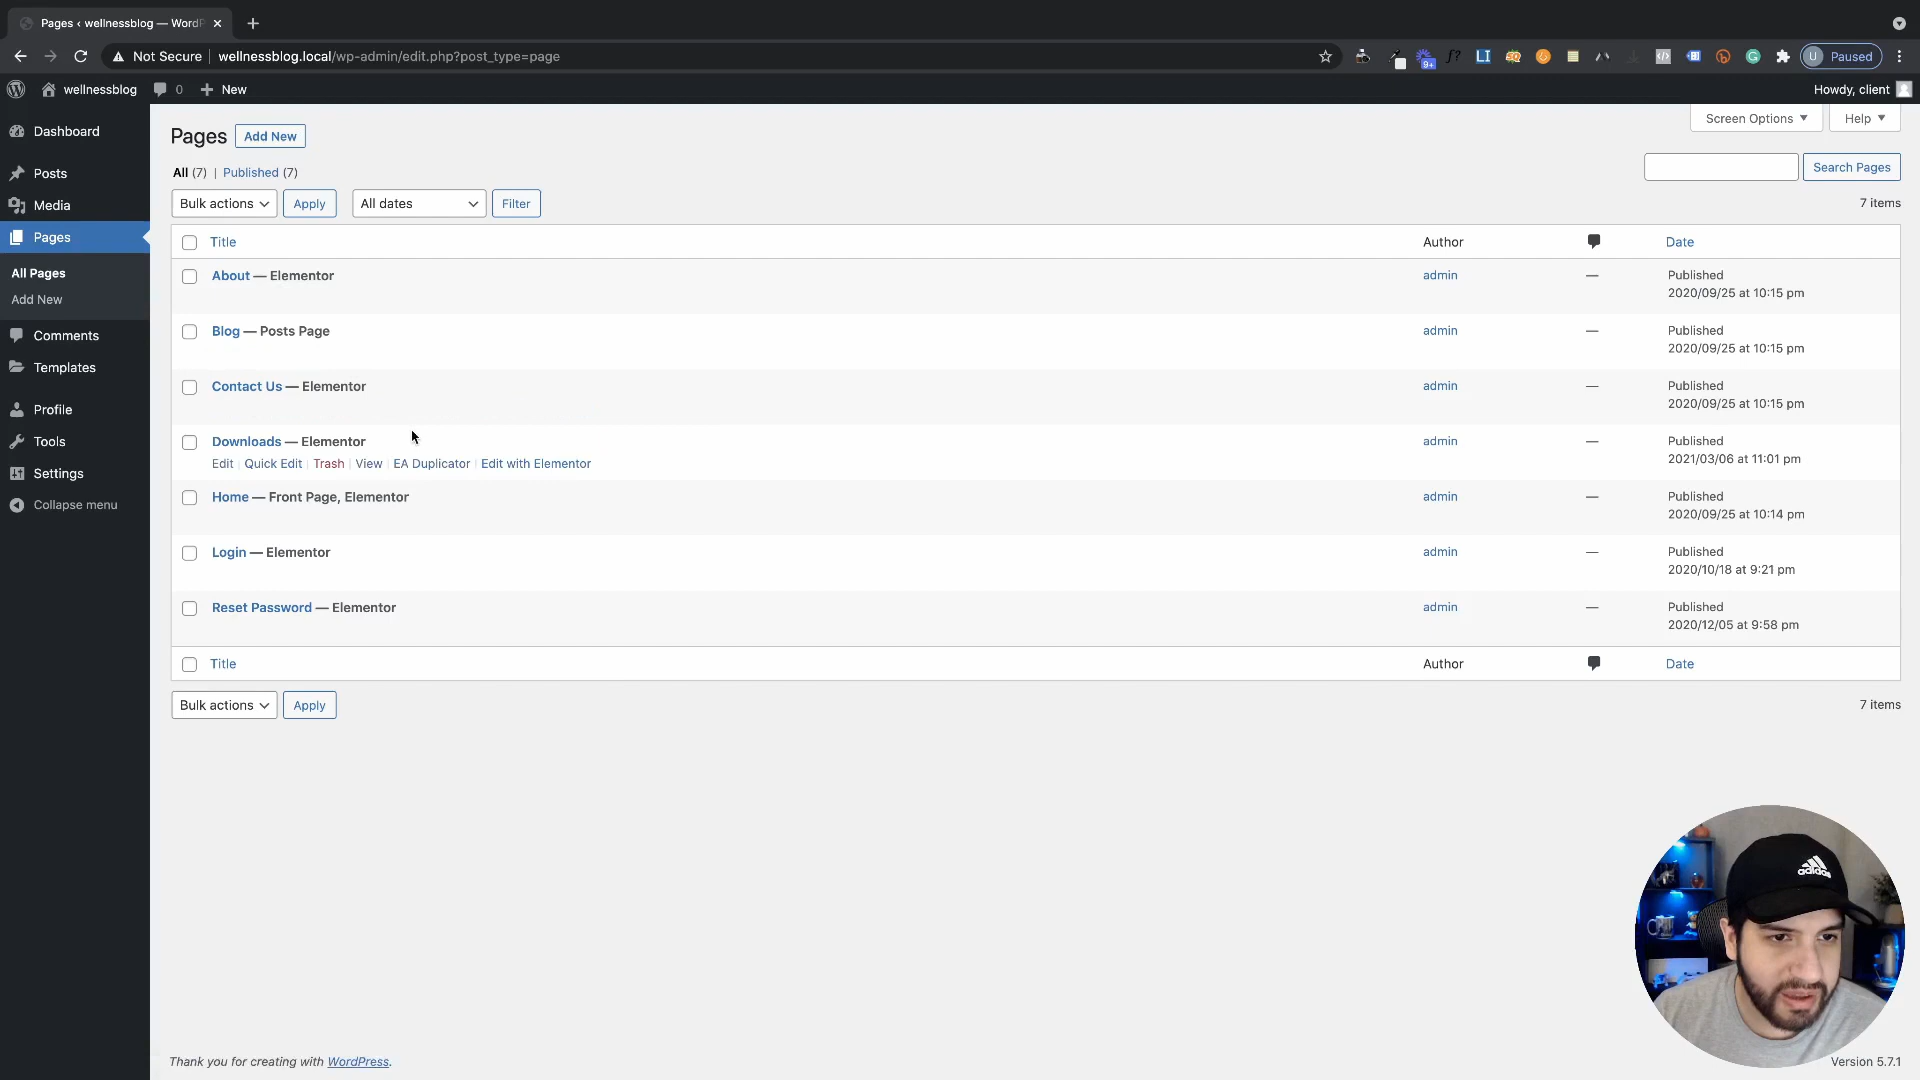 Pages ‹ wellnessblog — WordP
Not Secure wellnessblog.local/wp-admin/edit.php?post_type=page
9+ f? LI U Paused
wellnessblog 0 New Howdy, client
Dashboard
Posts
Media
Pages
All Pages
Add New
Comments
Templates
Profile
Tools
Settings
Collapse menu
Screen Options Help
Pages Add New
All (7) | Published (7)
Search Pages
Bulk actions Apply All dates Filter 7 items
Title Author Date
About — Elementor admin — Published
2020/09/25 at 10:15 pm
Blog — Posts Page admin — Published
2020/09/25 at 10:15 pm
Contact Us — Elementor admin — Published
2020/09/25 at 10:15 pm
Downloads — Elementor admin — Published
Edit | Quick Edit | Trash | View | EA Duplicator | Edit with Elementor 2021/03/06 at 11:01 pm
Home — Front Page, Elementor admin — Published
2020/09/25 at 10:14 pm
Login — Elementor admin — Published
2020/10/18 at 9:21 pm
Reset Password — Elementor admin — Published
2020/12/05 at 9:58 pm
Title Author Date
Bulk actions Apply 7 items
adidas
Thank you for creating with WordPress. Version 5.7.1